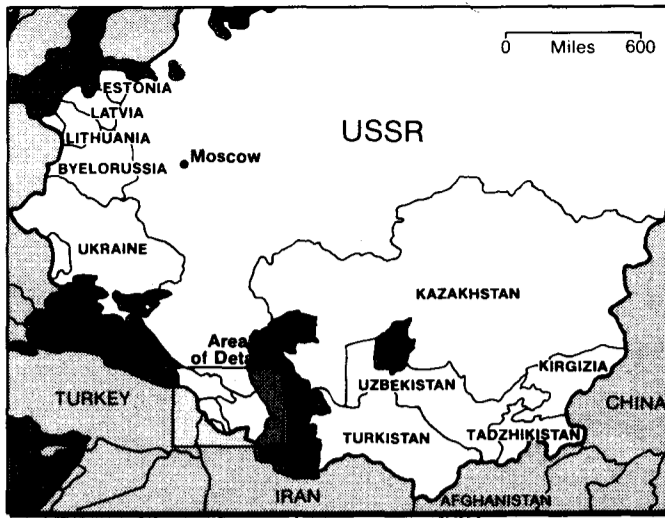 0 Miles 600
ESTONIA
LATVIA
USSR
LITHUANIA
Moscow
BYELORUSSIA
UKRAINE
KAZAKHSTAN
Area
of Deta
KIRGIZIA
UZBEKISTAN
TURKEY
CHINA
TURKISTAN
TADZHIKISTAN
IRAN
AFGHANISTAN